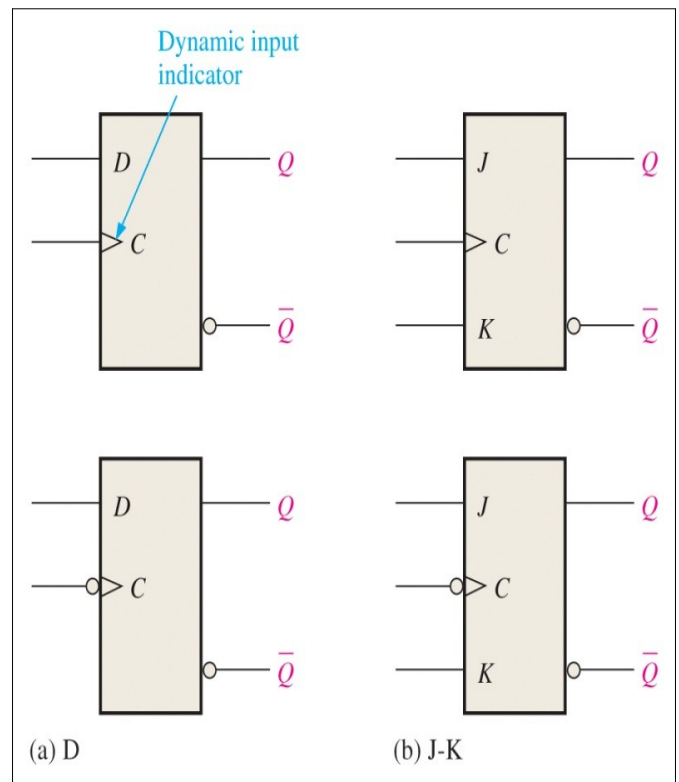 Dynamic input
indicator
D Q
C
Q̅
J Q
C
K Q̅
D Q
C
Q̅
J Q
C
K Q̅
(a) D
(b) J-K